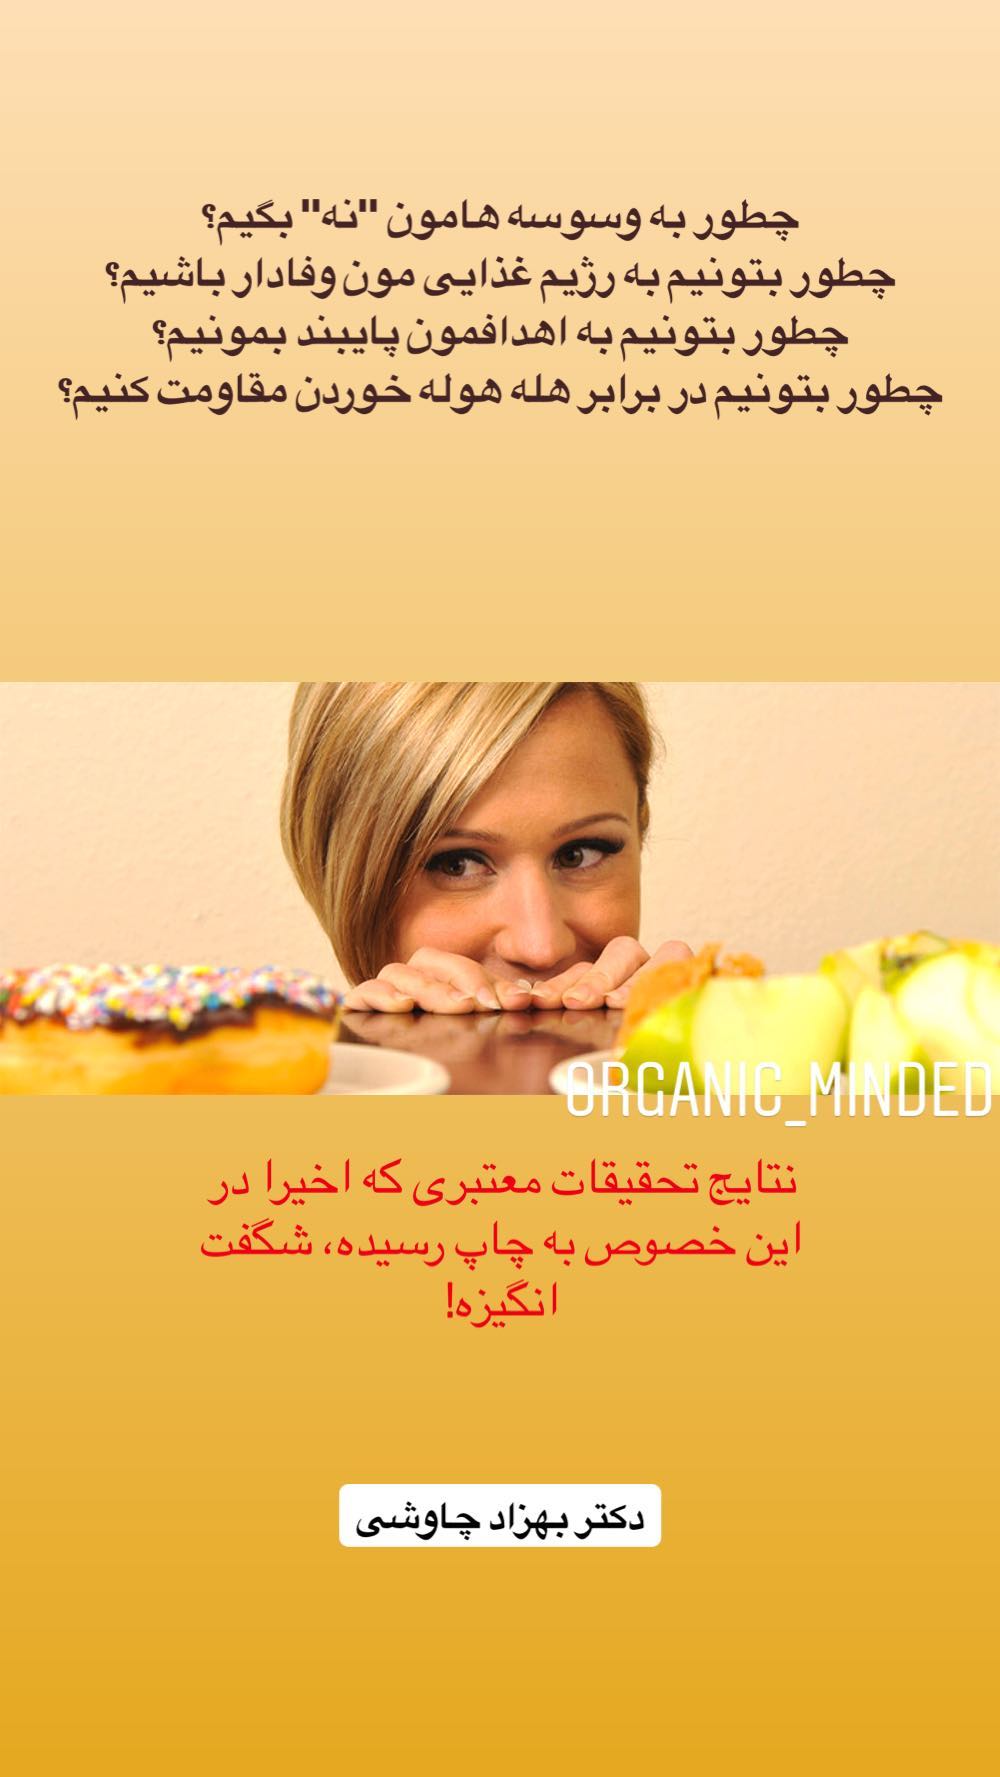 چطور به وسوسه هامون "نه" بگیم؟
چطور بتونیم به رژیم غذایی مون وفادار باشیم؟
چطور بتونیم به اهدافمون پایبند بمونیم؟
چطور بتونیم در برابر هله هوله خوردن مقاومت کنیم؟
ORGANIC_MINDED
نتایج تحقیقات معتبری که اخیرا در
این خصوص به چاپ رسیده، شگفت
انگیزه!
دکتر بهزاد چاوشی